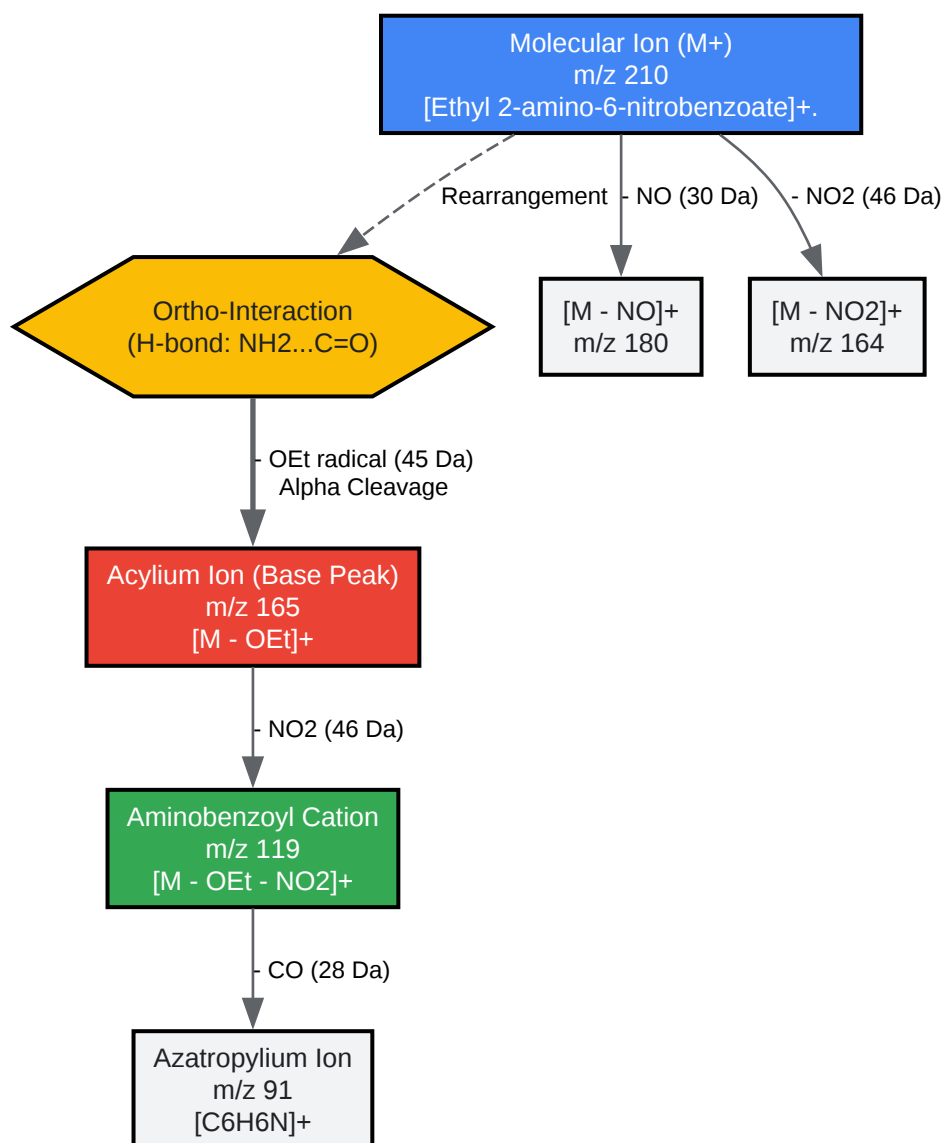 Molecular Ion (M+)
m/z 210
[Ethyl 2-amino-6-nitrobenzoate]+.
Rearrangement
- NO (30 Da)
- NO2 (46 Da)
Ortho-Interaction
(H-bond: NH2...C=O)
[M - NO]+
m/z 180
[M - NO2]+
m/z 164
- OEt radical (45 Da)
Alpha Cleavage
Acylium Ion (Base Peak)
m/z 165
[M - OEt]+
- NO2 (46 Da)
Aminobenzoyl Cation
m/z 119
[M - OEt - NO2]+
- CO (28 Da)
Azatropylium Ion
m/z 91
[C6H6N]+